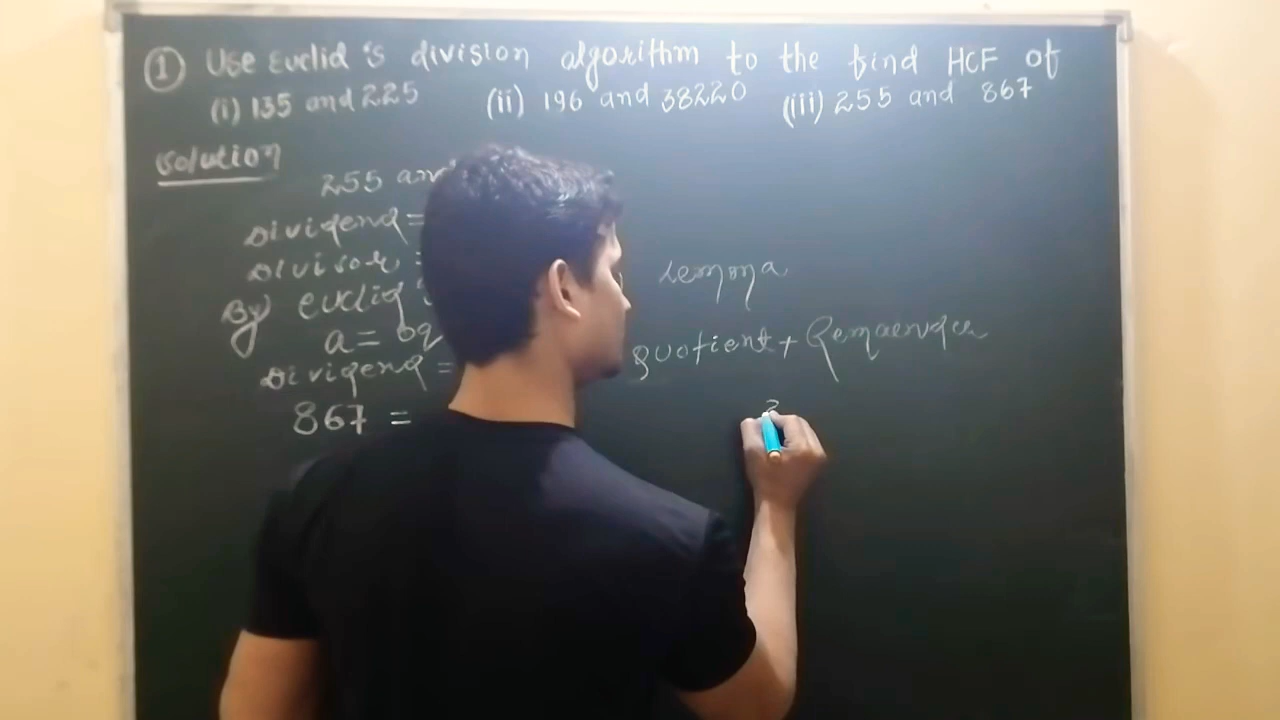 ① Use Euclid's division algorithm to the find HCF of
(i) 135 and 225 (ii) 196 and 38220 (iii) 255 and 867
Solution
255 and
Dividend =
Divisor =
By euclid's lemma
a = bq
Dividend = quotient + Remaender
867 =